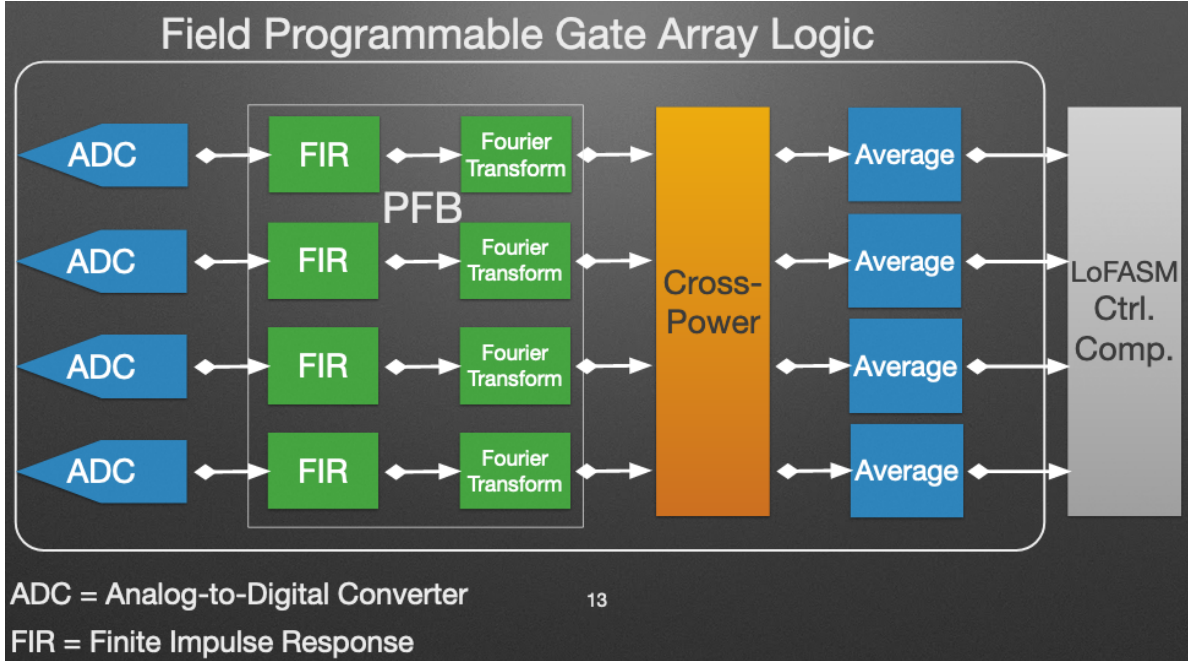 Field Programmable Gate Array Logic
ADC
FIR
Fourier
Transform
Average
PFB
ADC
FIR
Fourier
Transform
Average
Cross-
Power
LoFASM
Ctrl.
Comp.
ADC
FIR
Fourier
Transform
Average
ADC
FIR
Fourier
Transform
Average
ADC = Analog-to-Digital Converter
13
FIR = Finite Impulse Response